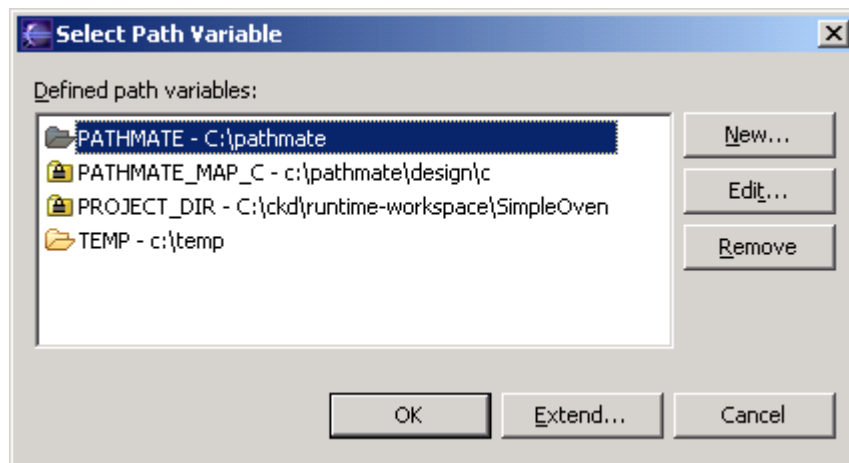 Select Path Variable
Defined path variables:
PATHMATE - C:\pathmate
PATHMATE_MAP_C - c:\pathmate\design\c
PROJECT_DIR - C:\ckd\runtime-workspace\SimpleOven
TEMP - c:\temp
New...
Edit...
Remove
OK
Extend...
Cancel